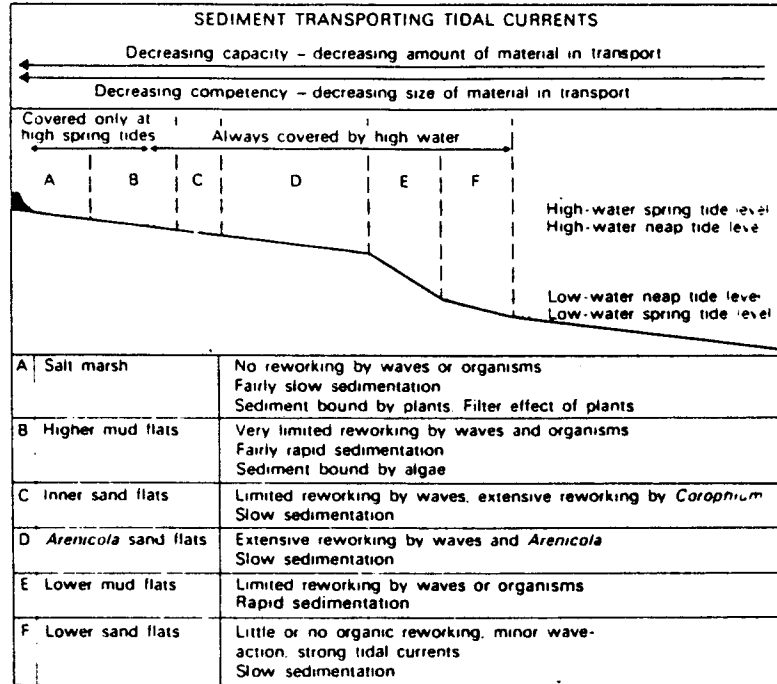 SEDIMENT TRANSPORTING TIDAL CURRENTS
Decreasing capacity – decreasing amount of material in transport
Decreasing competency – decreasing size of material in transport
Covered only at
high spring tides
Always covered by high water
A B C D E F
High-water spring tide level
High-water neap tide level
Low-water neap tide level
Low-water spring tide level
A Salt marsh
No reworking by waves or organisms
Fairly slow sedimentation
Sediment bound by plants. Filter effect of plants
B Higher mud flats
Very limited reworking by waves and organisms
Fairly rapid sedimentation
Sediment bound by algae
C Inner sand flats
Limited reworking by waves, extensive reworking by Corophium
Slow sedimentation
D Arenicola sand flats
Extensive reworking by waves and Arenicola
Slow sedimentation
E Lower mud flats
Limited reworking by waves or organisms
Rapid sedimentation
F Lower sand flats
Little or no organic reworking, minor wave-
action, strong tidal currents
Slow sedimentation